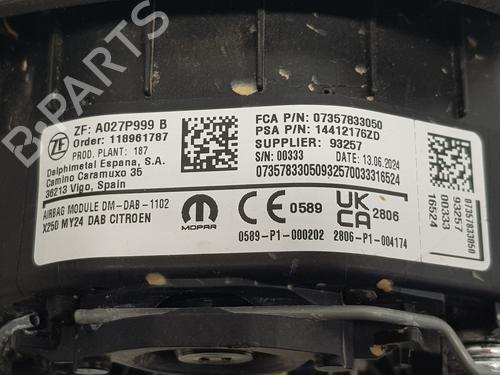 ZF: A027P999 B
Order: 118961787
PROD. PLANT: 187
Dalphimetal Espana, S.A.
Camino Caramuxo 35
36213 Vigo, Spain
FCA P/N: 07357833050
PSA P/N: 14412176ZD
SUPPLIER: 93257
S/N: 00333 DATE: 13.06.2024
07357833050932570033316524
AIRBAG MODULE DM-DAB-1102
X250 MY24 DAB CITROEN
MOPAR
CE 0589
0589-P1-000202
UK CA 2806
2806-P1-004174
07357833050
93257
00333
16524
B-PARTS